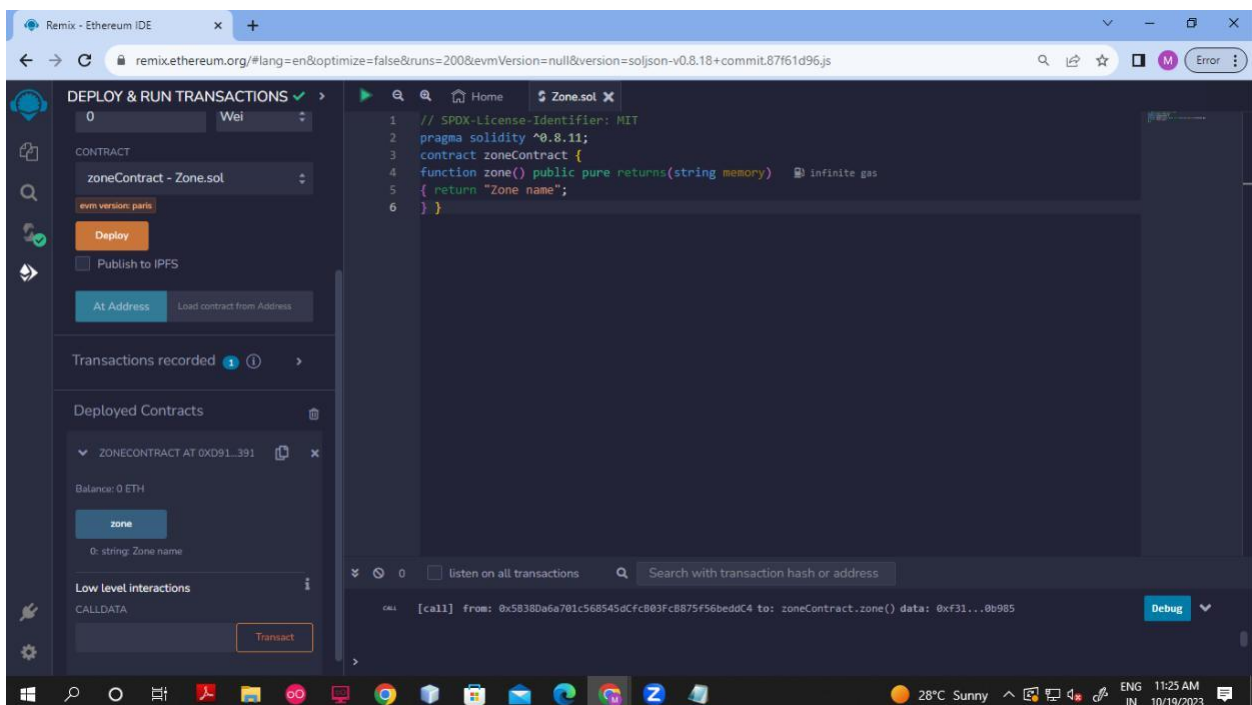 Remix - Ethereum IDE
remix.ethereum.org/#lang=en&optimize=false&runs=200&evmVersion=null&version=soljson-v0.8.18+commit.87f61d96.js
M
Error
DEPLOY & RUN TRANSACTIONS
0 Wei
CONTRACT
zoneContract - Zone.sol
evm version: paris
Deploy
Publish to IPFS
At Address Load contract from Address
Transactions recorded 1 i
Deployed Contracts
ZONECONTRACT AT 0XD91...391
Balance: 0 ETH
zone
0: string: Zone name
Low level interactions i
CALLDATA
Transact
Home Zone.sol
1 // SPDX-License-Identifier: MIT
2 pragma solidity ^0.8.11;
3 contract zoneContract {
4 function zone() public pure returns(string memory) infinite gas
5 { return "Zone name";
6 } }
0 listen on all transactions Search with transaction hash or address
CALL [call] from: 0x5B38Da6a701c568545dCfcB03FcB875f56beddC4 to: zoneContract.zone() data: 0xf31...0b985 Debug
>
28°C Sunny
ENG 11:25 AM
IN 10/19/2023